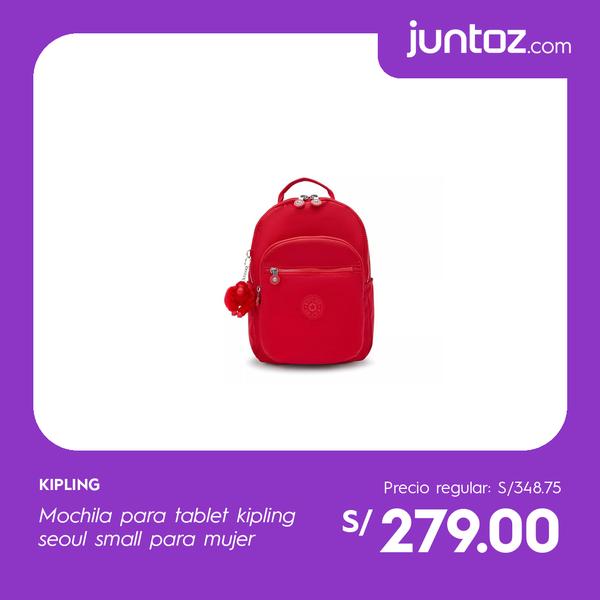 juntoz.com
KIPLING
Mochila para tablet kipling
seoul small para mujer
Precio regular: S/348.75
S/279.00